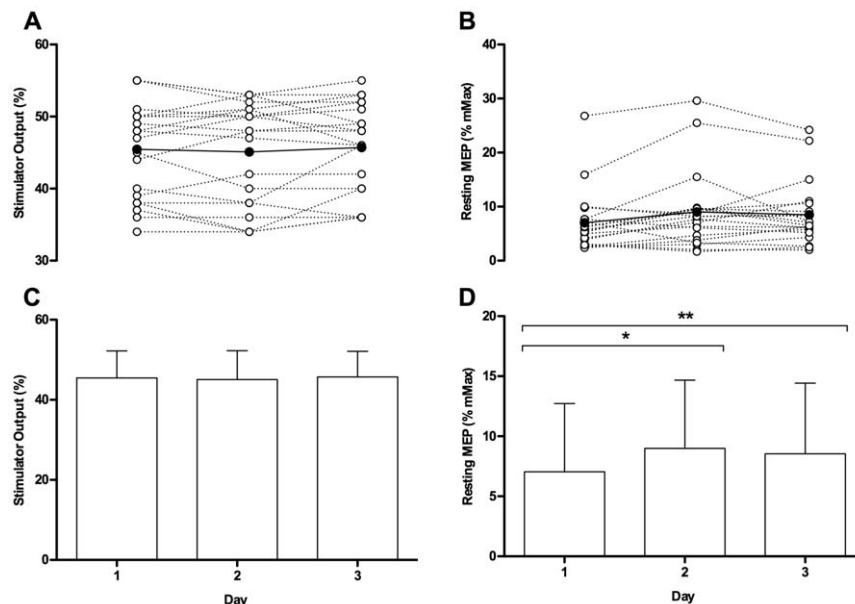 A
Stimulator Output (%)
60
50
40
30
B
Resting MEP (% mMax)
40
30
20
10
0
C
Stimulator Output (%)
60
40
20
0
1 2 3
Day
D
Resting MEP (% mMax)
20
15
10
5
0
**
*
1 2 3
Day